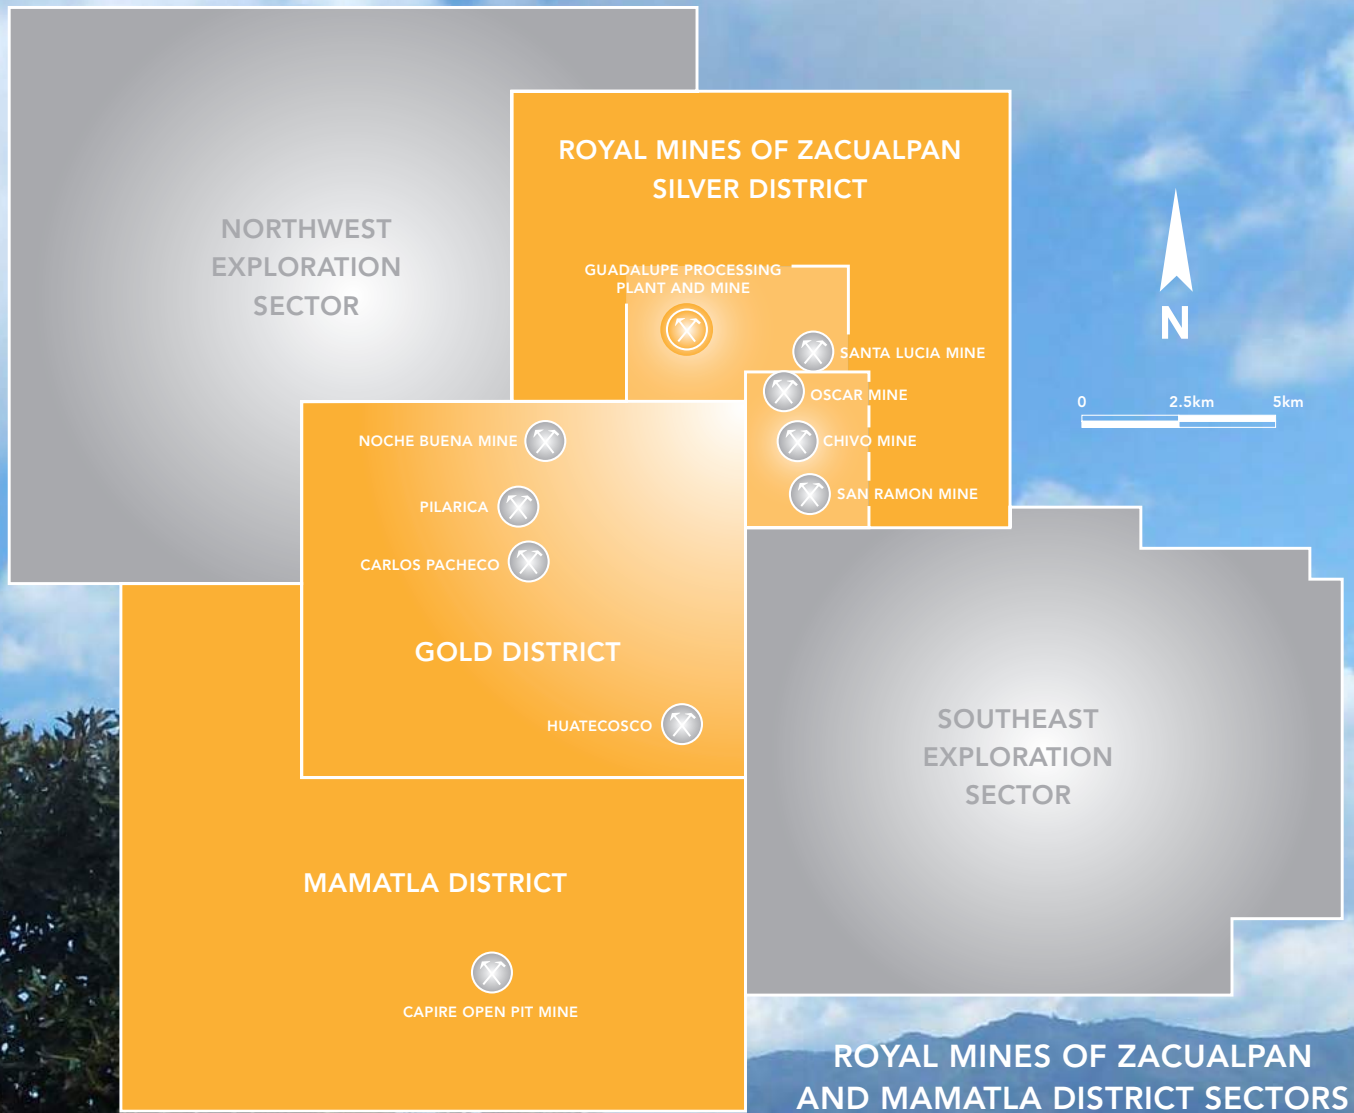 ROYAL MINES OF ZACUALPAN
SILVER DISTRICT
NORTHWEST
EXPLORATION
SECTOR
GUADALUPE PROCESSING
PLANT AND MINE
N
SANTA LUCIA MINE
OSCAR MINE
0 2.5km 5km
NOCHE BUENA MINE
CHIVO MINE
SAN RAMON MINE
PILARICA
CARLOS PACHECO
GOLD DISTRICT
HUATECOSCO
SOUTHEAST
EXPLORATION
SECTOR
MAMATLA DISTRICT
CAPIRE OPEN PIT MINE
ROYAL MINES OF ZACUALPAN
AND MAMATLA DISTRICT SECTORS